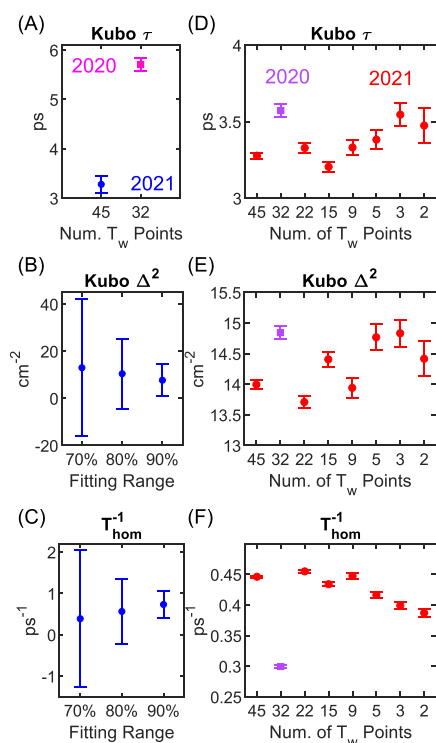 (A)
Kubo τ
6
5
4
3
ps
2020
2021
45 32
Num. T_w Points
(B)
Kubo Δ²
40
20
0
-20
cm⁻²
70% 80% 90%
Fitting Range
(C)
T⁻¹_hom
2
1
0
-1
ps⁻¹
70% 80% 90%
Fitting Range
(D)
Kubo τ
4
3.5
3
ps
2020
2021
45 32 22 15 9 5 3 2
Num. of T_w Points
(E)
Kubo Δ²
15.5
15
14.5
14
13.5
13
cm⁻²
45 32 22 15 9 5 3 2
Num. of T_w Points
(F)
T⁻¹_hom
0.45
0.4
0.35
0.3
0.25
ps⁻¹
45 32 22 15 9 5 3 2
Num. of T_w Points